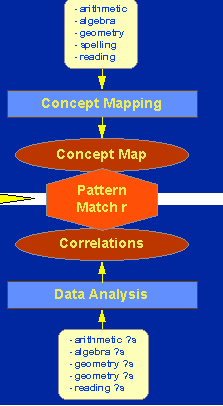 - arithmetic
- algebra
- geometry
- spelling
- reading
Concept Mapping
Concept Map
Pattern
Match r
Correlations
Data Analysis
- arithmetic ?s
- algebra ?s
- geometry ?s
- geometry ?s
- reading ?s